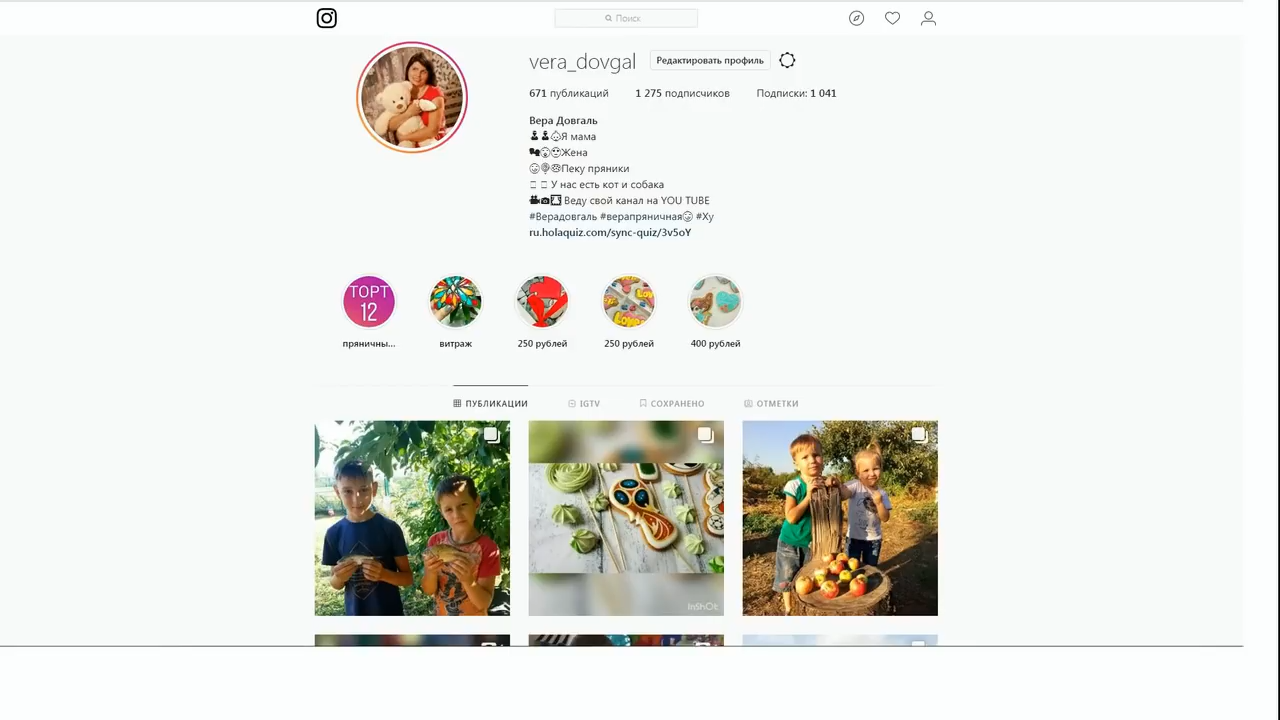 Поиск
vera_dovgal Редактировать профиль
671 публикаций 1 275 подписчиков Подписки: 1 041
Вера Довгаль
Я мама
Жена
Пеку пряники
У нас есть кот и собака
Веду свой канал на YOU TUBE
#Верадовгаль #верапряничная #Ху
ru.holaquiz.com/sync-quiz/3v5oY
ТОРТ
12
пряничны... витраж 250 рублей 250 рублей 400 рублей
ПУБЛИКАЦИИ IGTV СОХРАНЕНО ОТМЕТКИ
InShOt